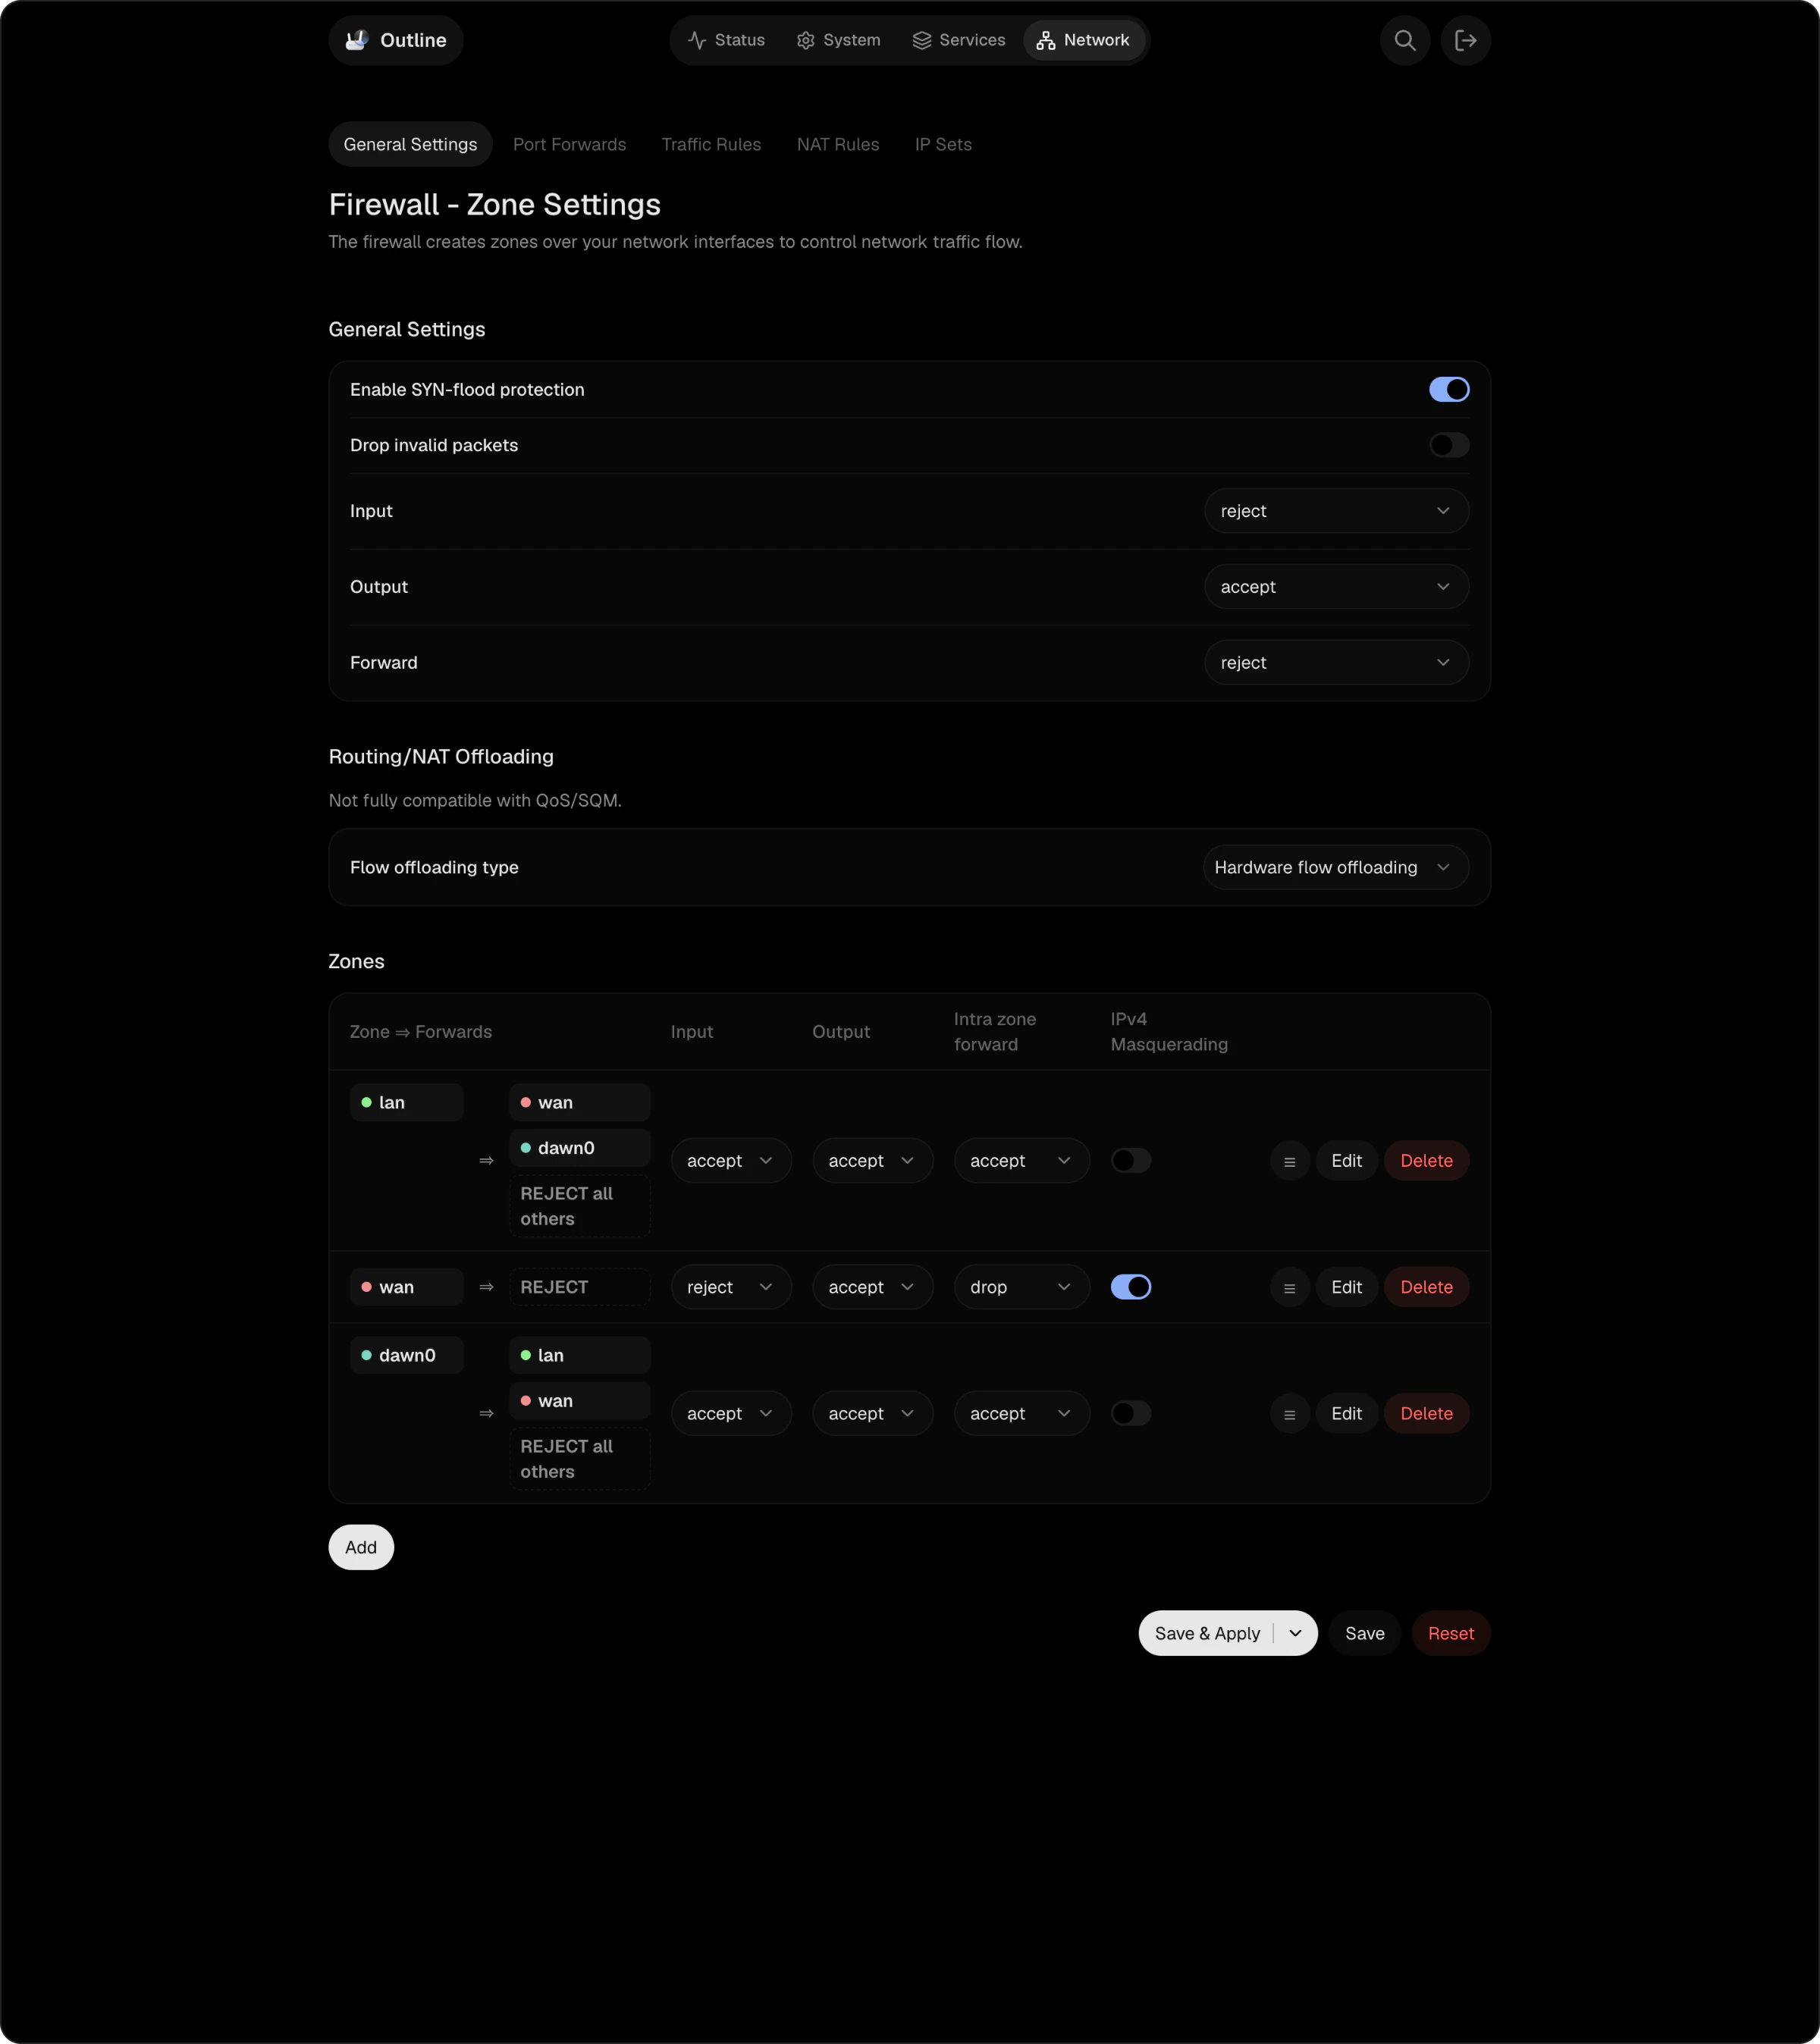 Outline
Status
System
Services
Network
General Settings
Port Forwards
Traffic Rules
NAT Rules
IP Sets
Firewall - Zone Settings
The firewall creates zones over your network interfaces to control network traffic flow.
General Settings
Enable SYN-flood protection
Drop invalid packets
Input
reject
Output
accept
Forward
reject
Routing/NAT Offloading
Not fully compatible with QoS/SQM.
Flow offloading type
Hardware flow offloading
Zones
Zone ⇒ Forwards
Input
Output
Intra zone
forward
IPv4
Masquerading
lan
⇒
wan
dawn0
REJECT all
others
accept
accept
accept
Edit
Delete
wan
⇒
REJECT
reject
accept
drop
Edit
Delete
dawn0
⇒
lan
wan
REJECT all
others
accept
accept
accept
Edit
Delete
Add
Save & Apply
Save
Reset